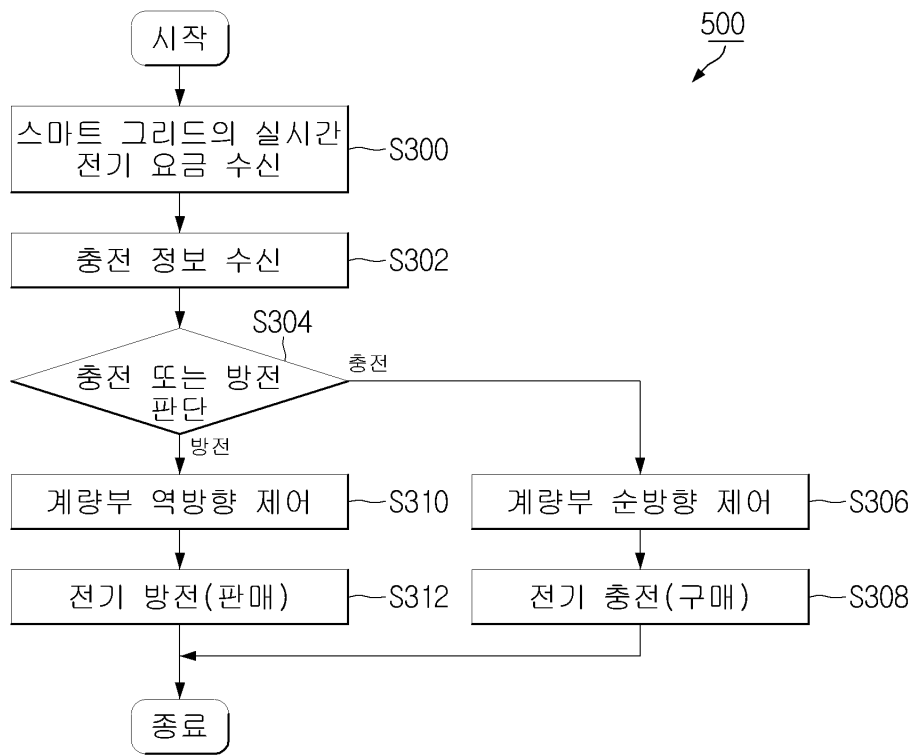 시작
500
스마트 그리드의 실시간
전기 요금 수신
S300
충전 정보 수신
S302
S304
충전 또는 방전
판단
충전
방전
계량부 역방향 제어
S310
계량부 순방향 제어
S306
전기 방전(판매)
S312
전기 충전(구매)
S308
종료